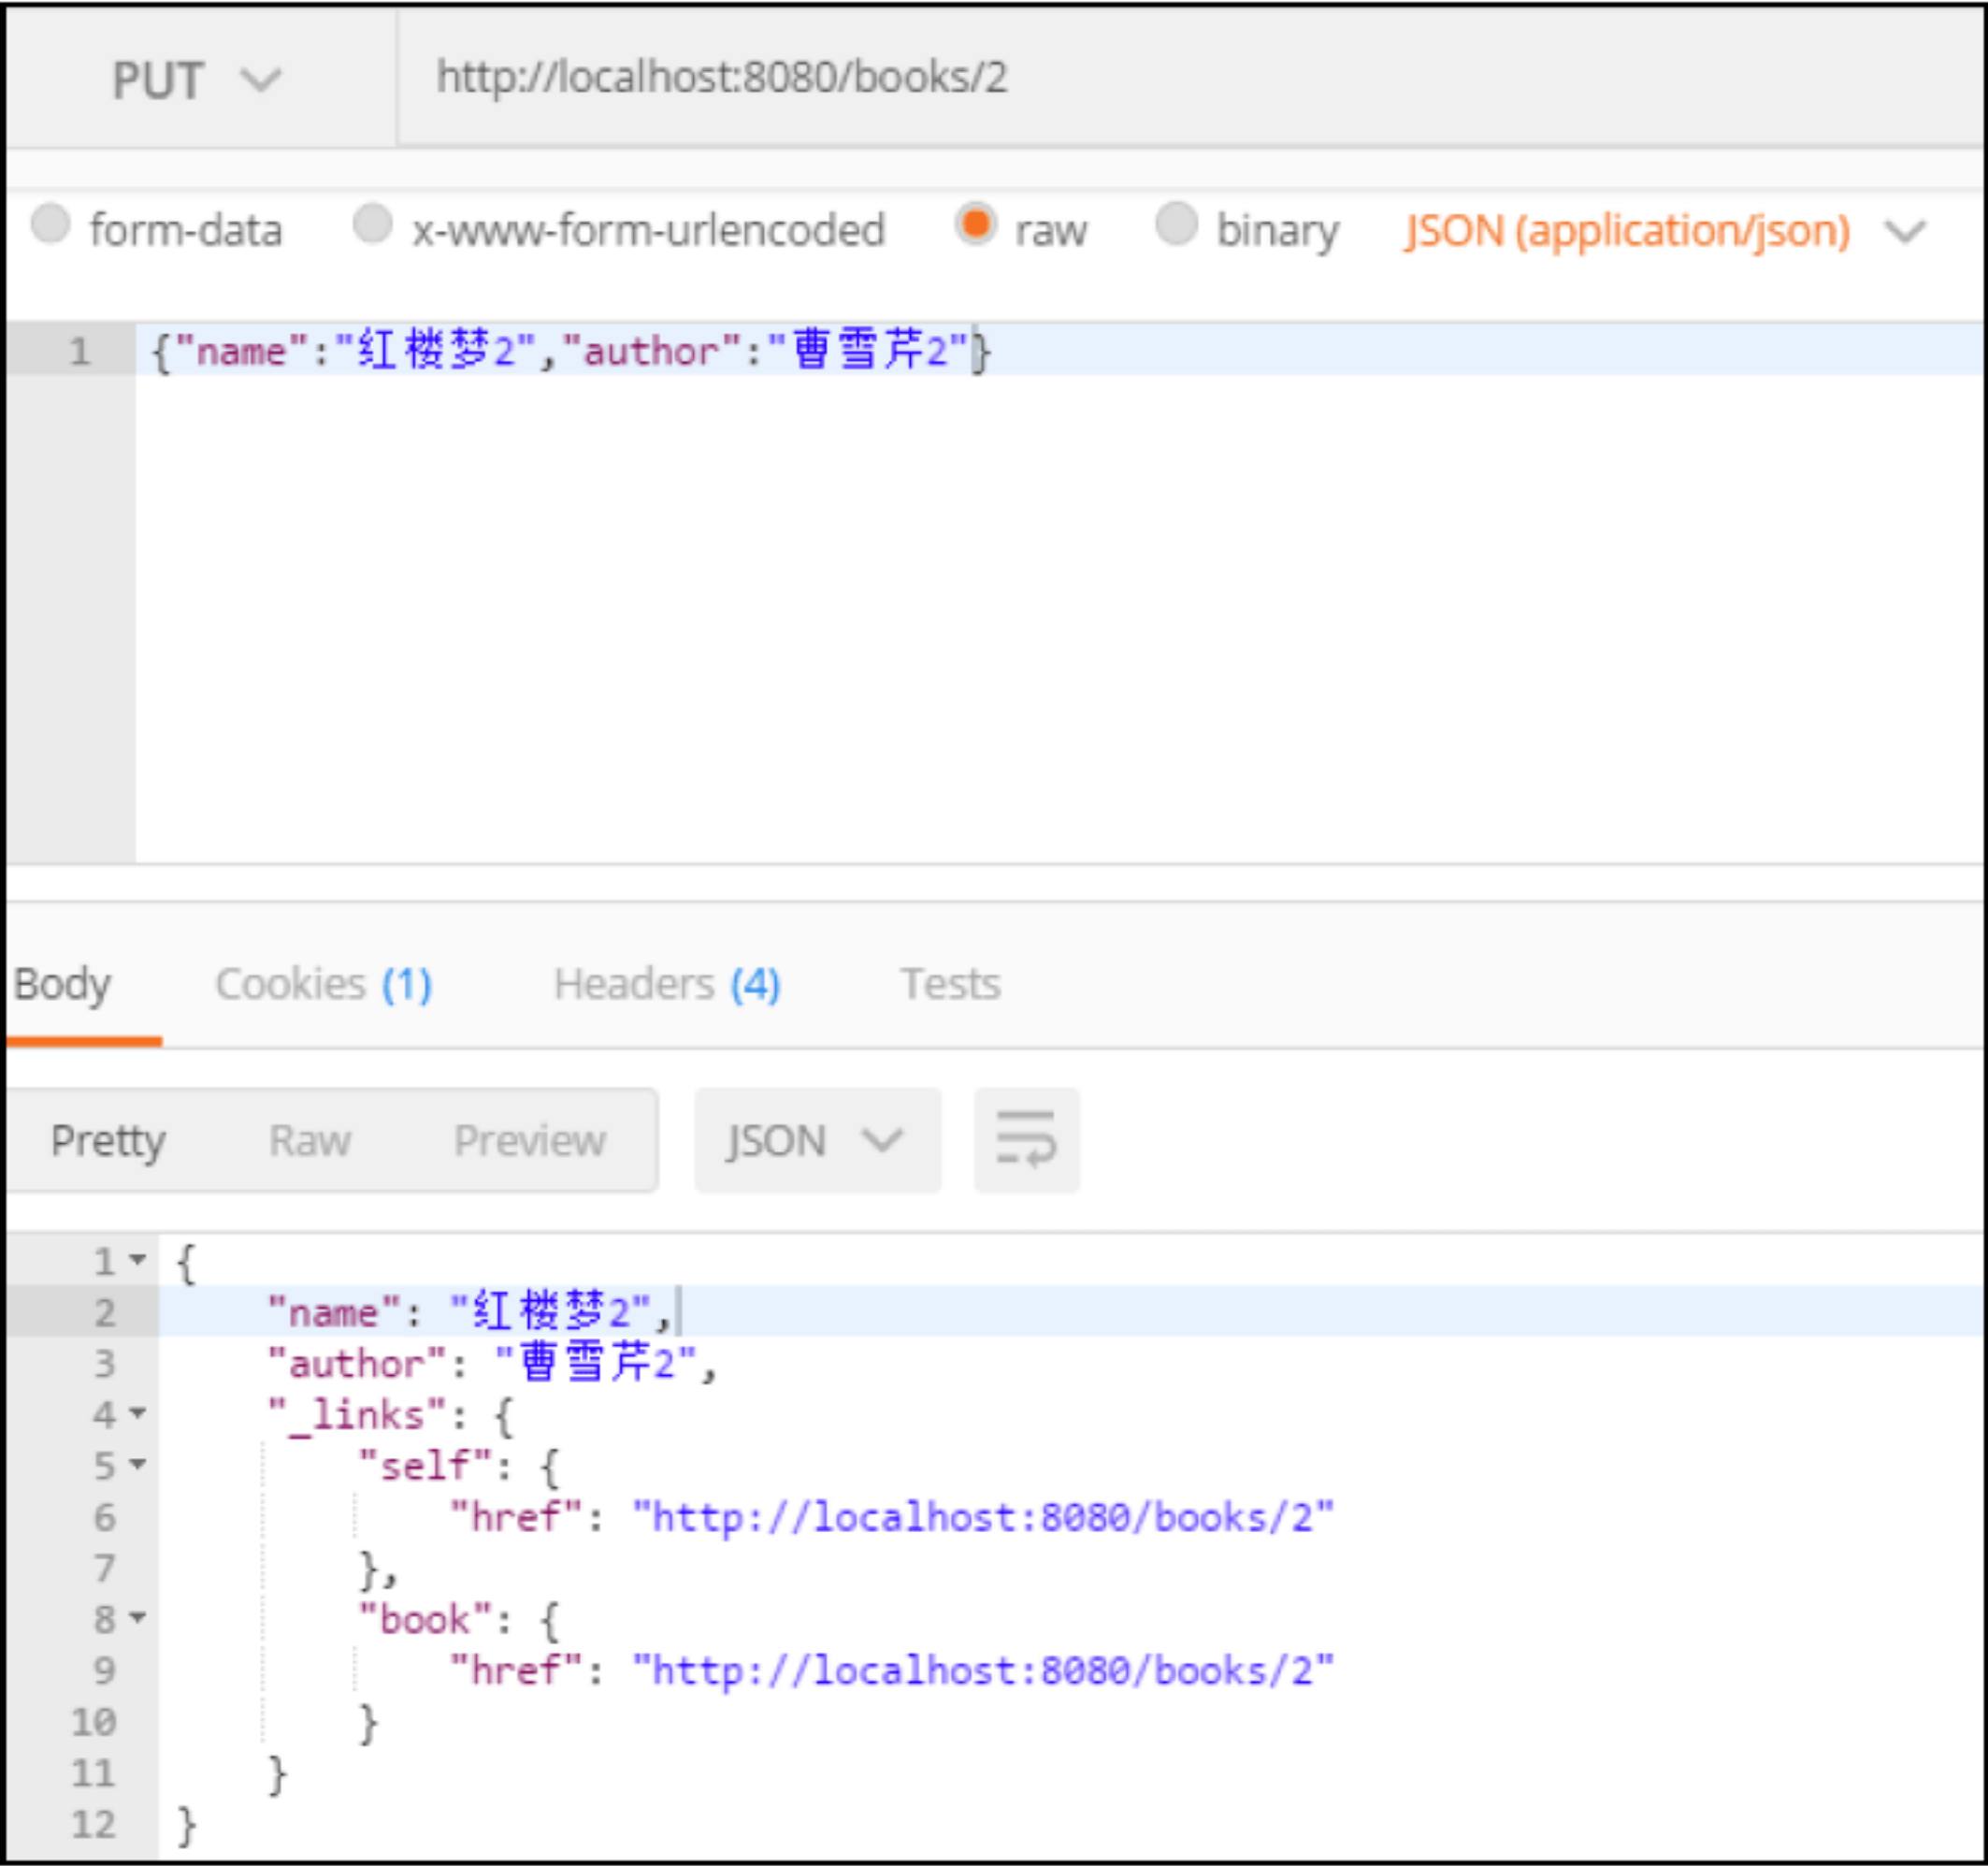 PUT http://localhost:8080/books/2
form-data x-www-form-urlencoded raw binary JSON (application/json)
1 {"name":"红楼梦2","author":"曹雪芹2"}
Body Cookies (1) Headers (4) Tests
Pretty Raw Preview JSON
1 {
2 "name": "红楼梦2",
3 "author": "曹雪芹2",
4 "_links": {
5 "self": {
6 "href": "http://localhost:8080/books/2"
7 },
8 "book": {
9 "href": "http://localhost:8080/books/2"
10 }
11 }
12 }